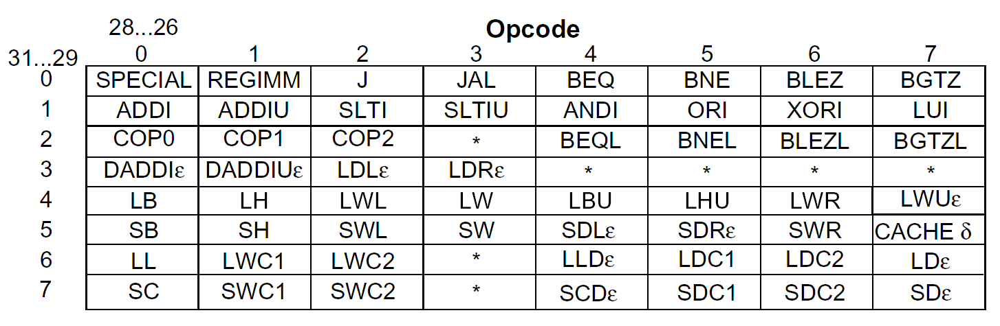 28...26 Opcode
31...29 0 1 2 3 4 5 6 7
0 SPECIAL REGIMM J JAL BEQ BNE BLEZ BGTZ
1 ADDI ADDIU SLTI SLTIU ANDI ORI XORI LUI
2 COP0 COP1 COP2 * BEQL BNEL BLEZL BGTZL
3 DADDIε DADDIUε LDLε LDRε * * * *
4 LB LH LWL LW LBU LHU LWR LWUε
5 SB SH SWL SW SDLε SDRε SWR CACHE δ
6 LL LWC1 LWC2 * LLDε LDC1 LDC2 LDε
7 SC SWC1 SWC2 * SCDε SDC1 SDC2 SDε